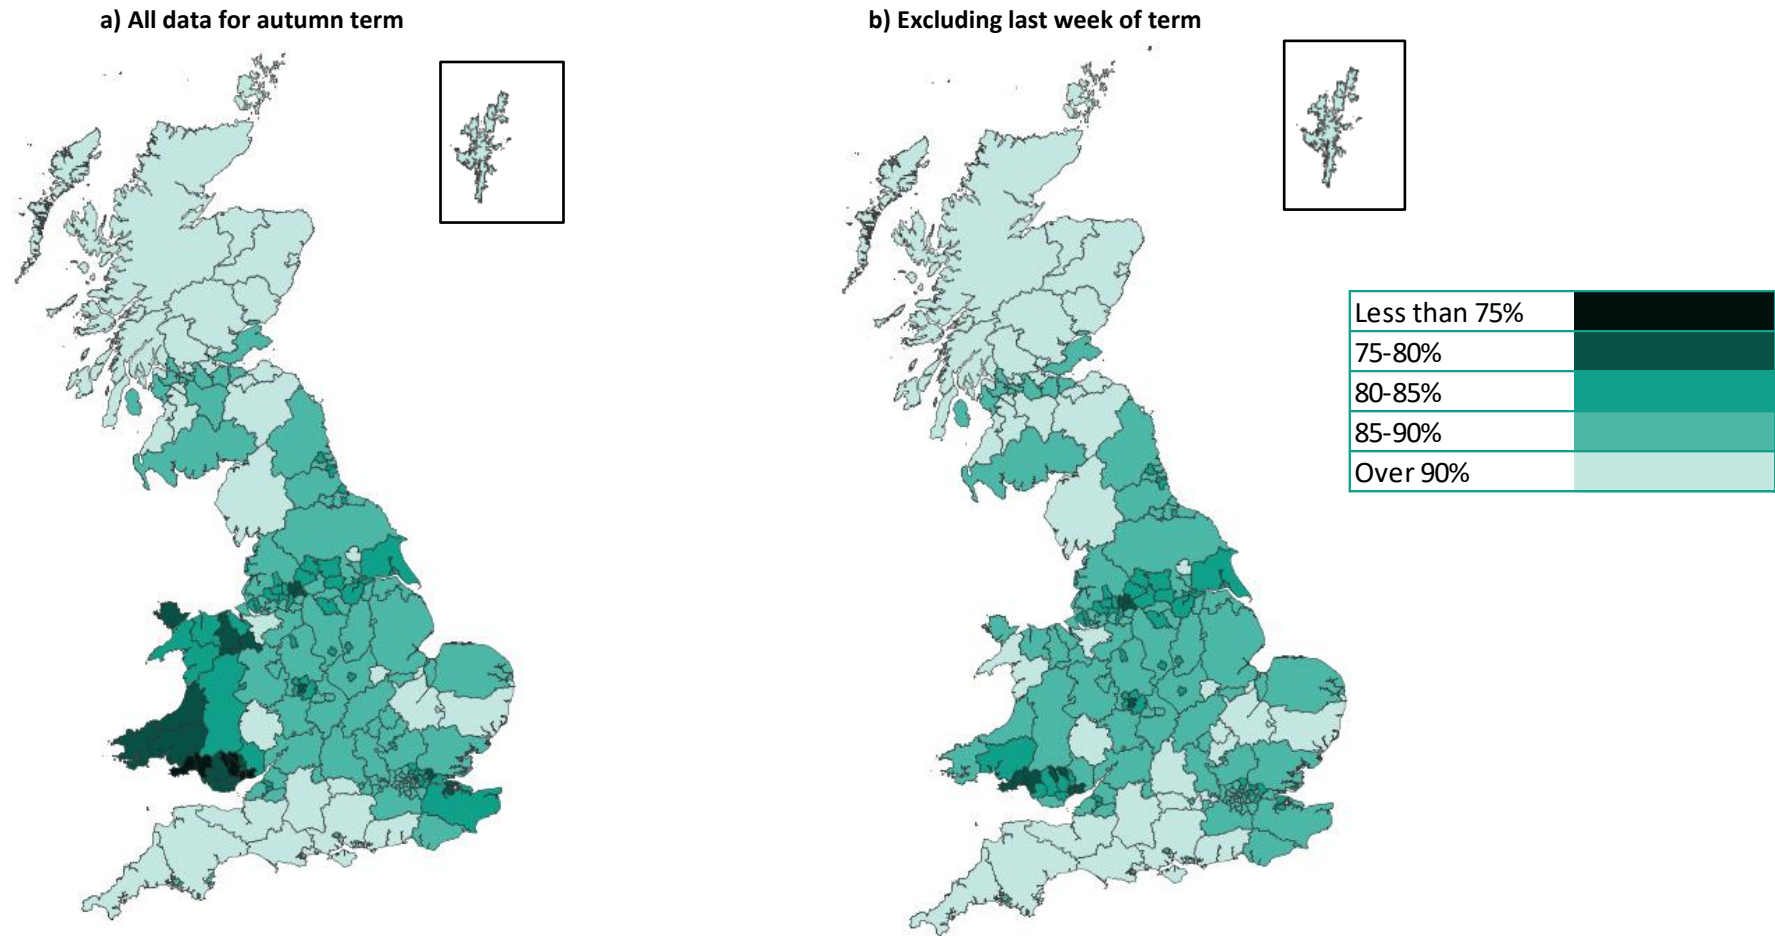 a) All data for autumn term
b) Excluding last week of term
Less than 75%
75-80%
80-85%
85-90%
Over 90%